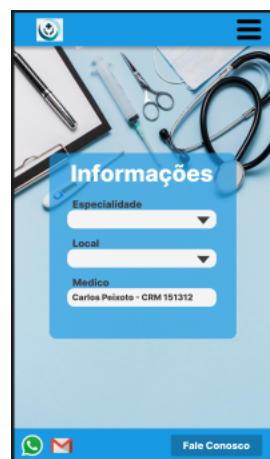 Informações
Especialidade
Local
Medico
Carlos Peixoto - CRM 151312
Fale Conosco